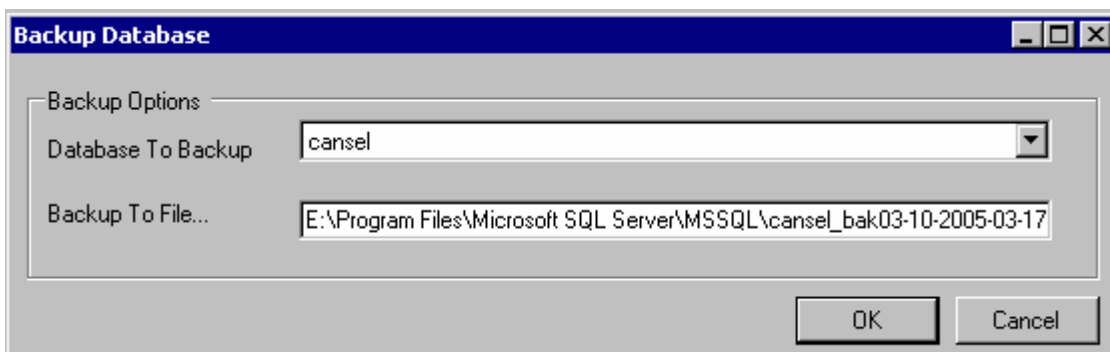 Backup Database
Backup Options
Database To Backup
cansel
Backup To File...
E:\Program Files\Microsoft SQL Server\MSSQL\cansel_bak03-10-2005-03-17
OK
Cancel